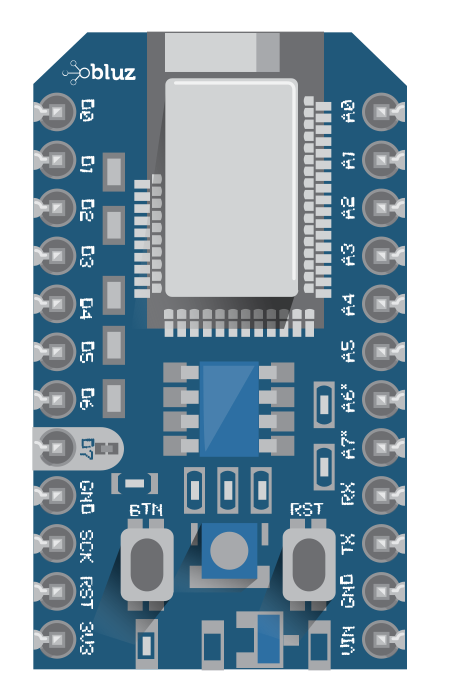 bluz
D0
D1
D2
D3
D4
D5
D6
D7
GND
SCK
RST
3V3
A0
A1
A2
A3
A4
A5
A6*
A7*
RX
TX
GND
VIN
BTN
RST